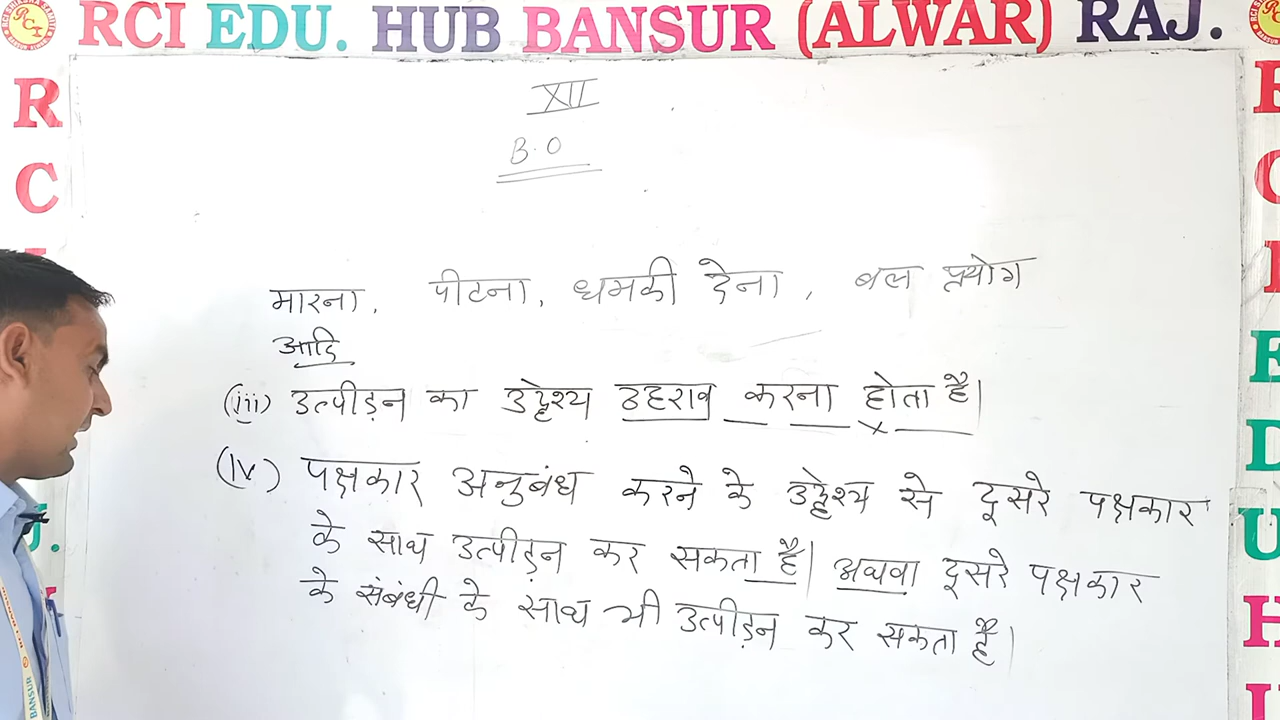 RCI EDU. HUB BANSUR (ALWAR) RAJ.
XII
B.O
मारना, पीटना, धमकी देना, बल प्रयोग
आदि
(iii) उत्पीड़न का उद्देश्य ठहराव करना होता है।
(iv) पक्षकार अनुबंध करने के उद्देश्य से दूसरे पक्षकार
के साथ उत्पीड़न कर सकता है। अथवा दूसरे पक्षकार
के संबंधी के साथ भी उत्पीड़न कर सकता है।
R
C
E
D
U
H
BANSUR